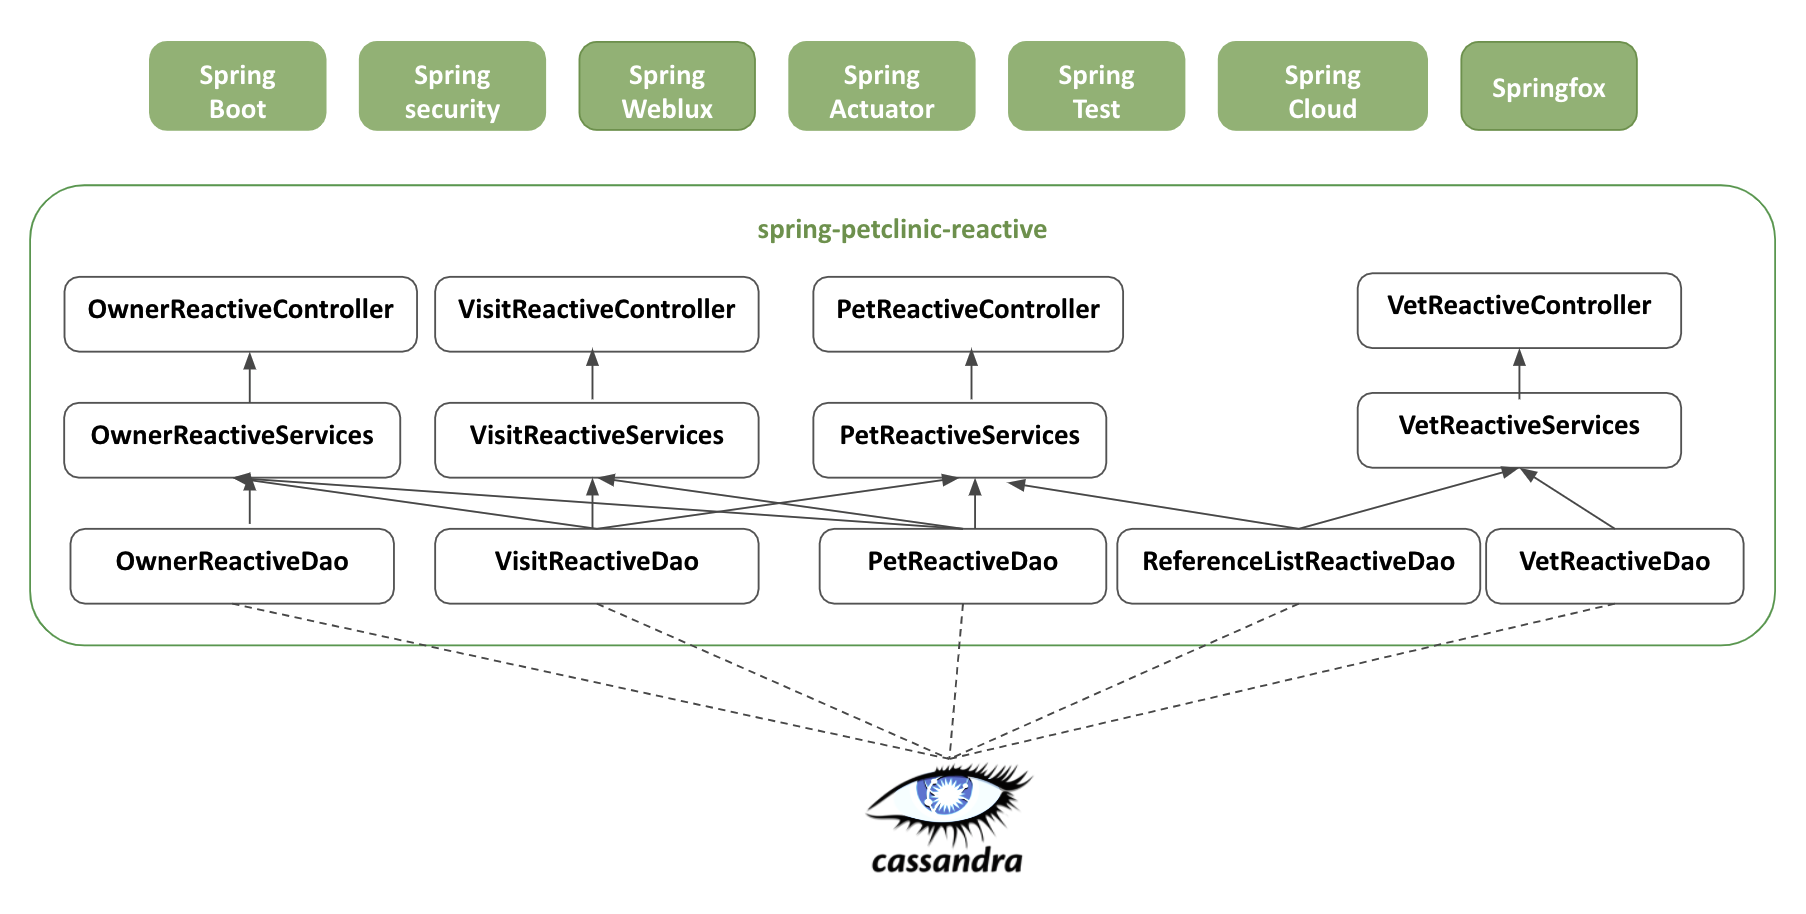 Spring
Boot
Spring
security
Spring
Weblux
Spring
Actuator
Spring
Test
Spring
Cloud
Springfox
spring-petclinic-reactive
OwnerReactiveController
VisitReactiveController
PetReactiveController
VetReactiveController
OwnerReactiveServices
VisitReactiveServices
PetReactiveServices
VetReactiveServices
OwnerReactiveDao
VisitReactiveDao
PetReactiveDao
ReferenceListReactiveDao
VetReactiveDao
cassandra